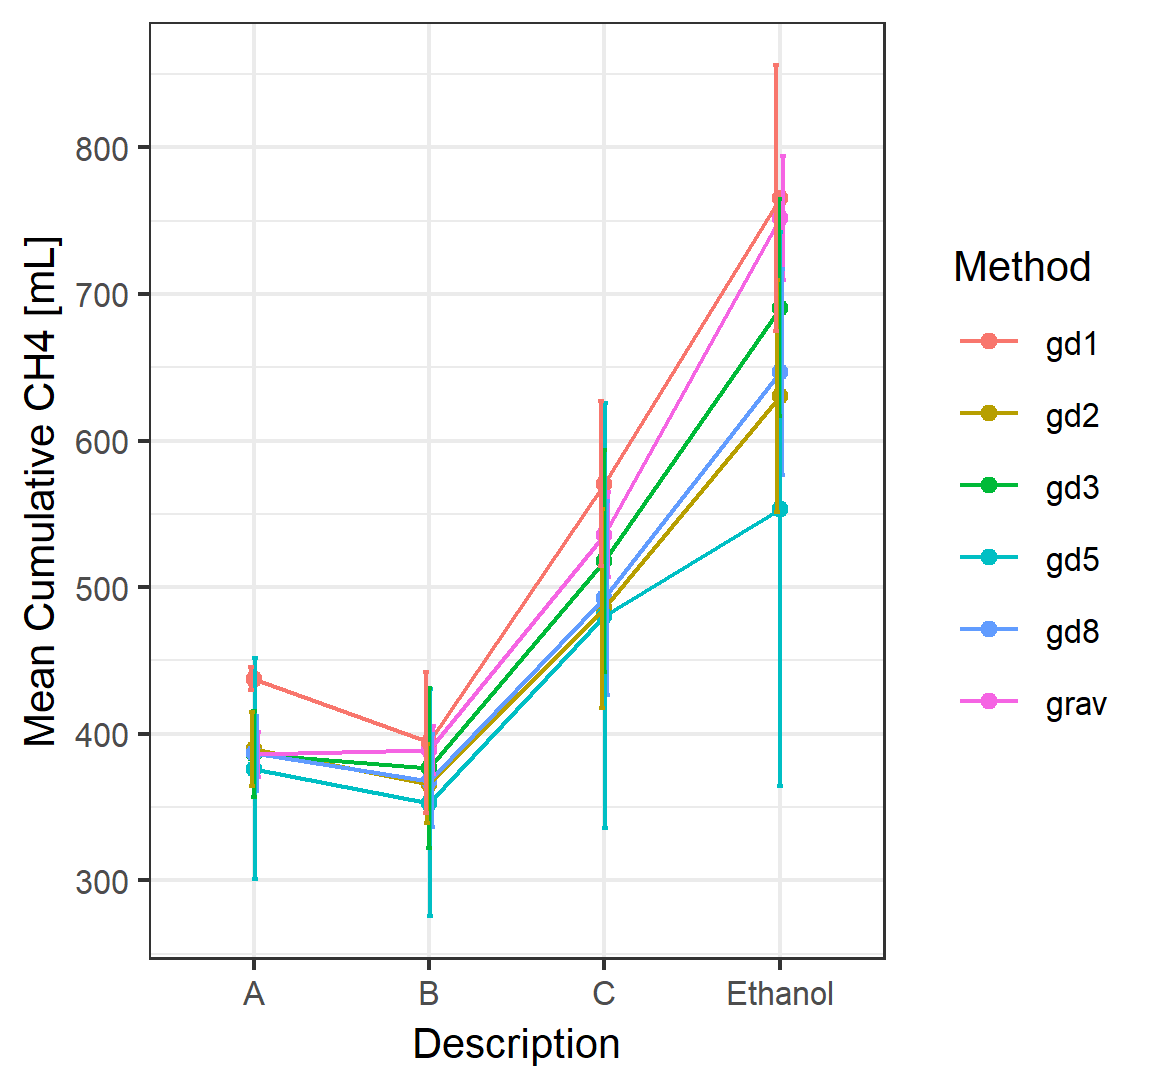 Mean Cumulative CH4 [mL]
800
700
600
500
400
300
A
B
C
Ethanol
Description
Method
gd1
gd2
gd3
gd5
gd8
grav